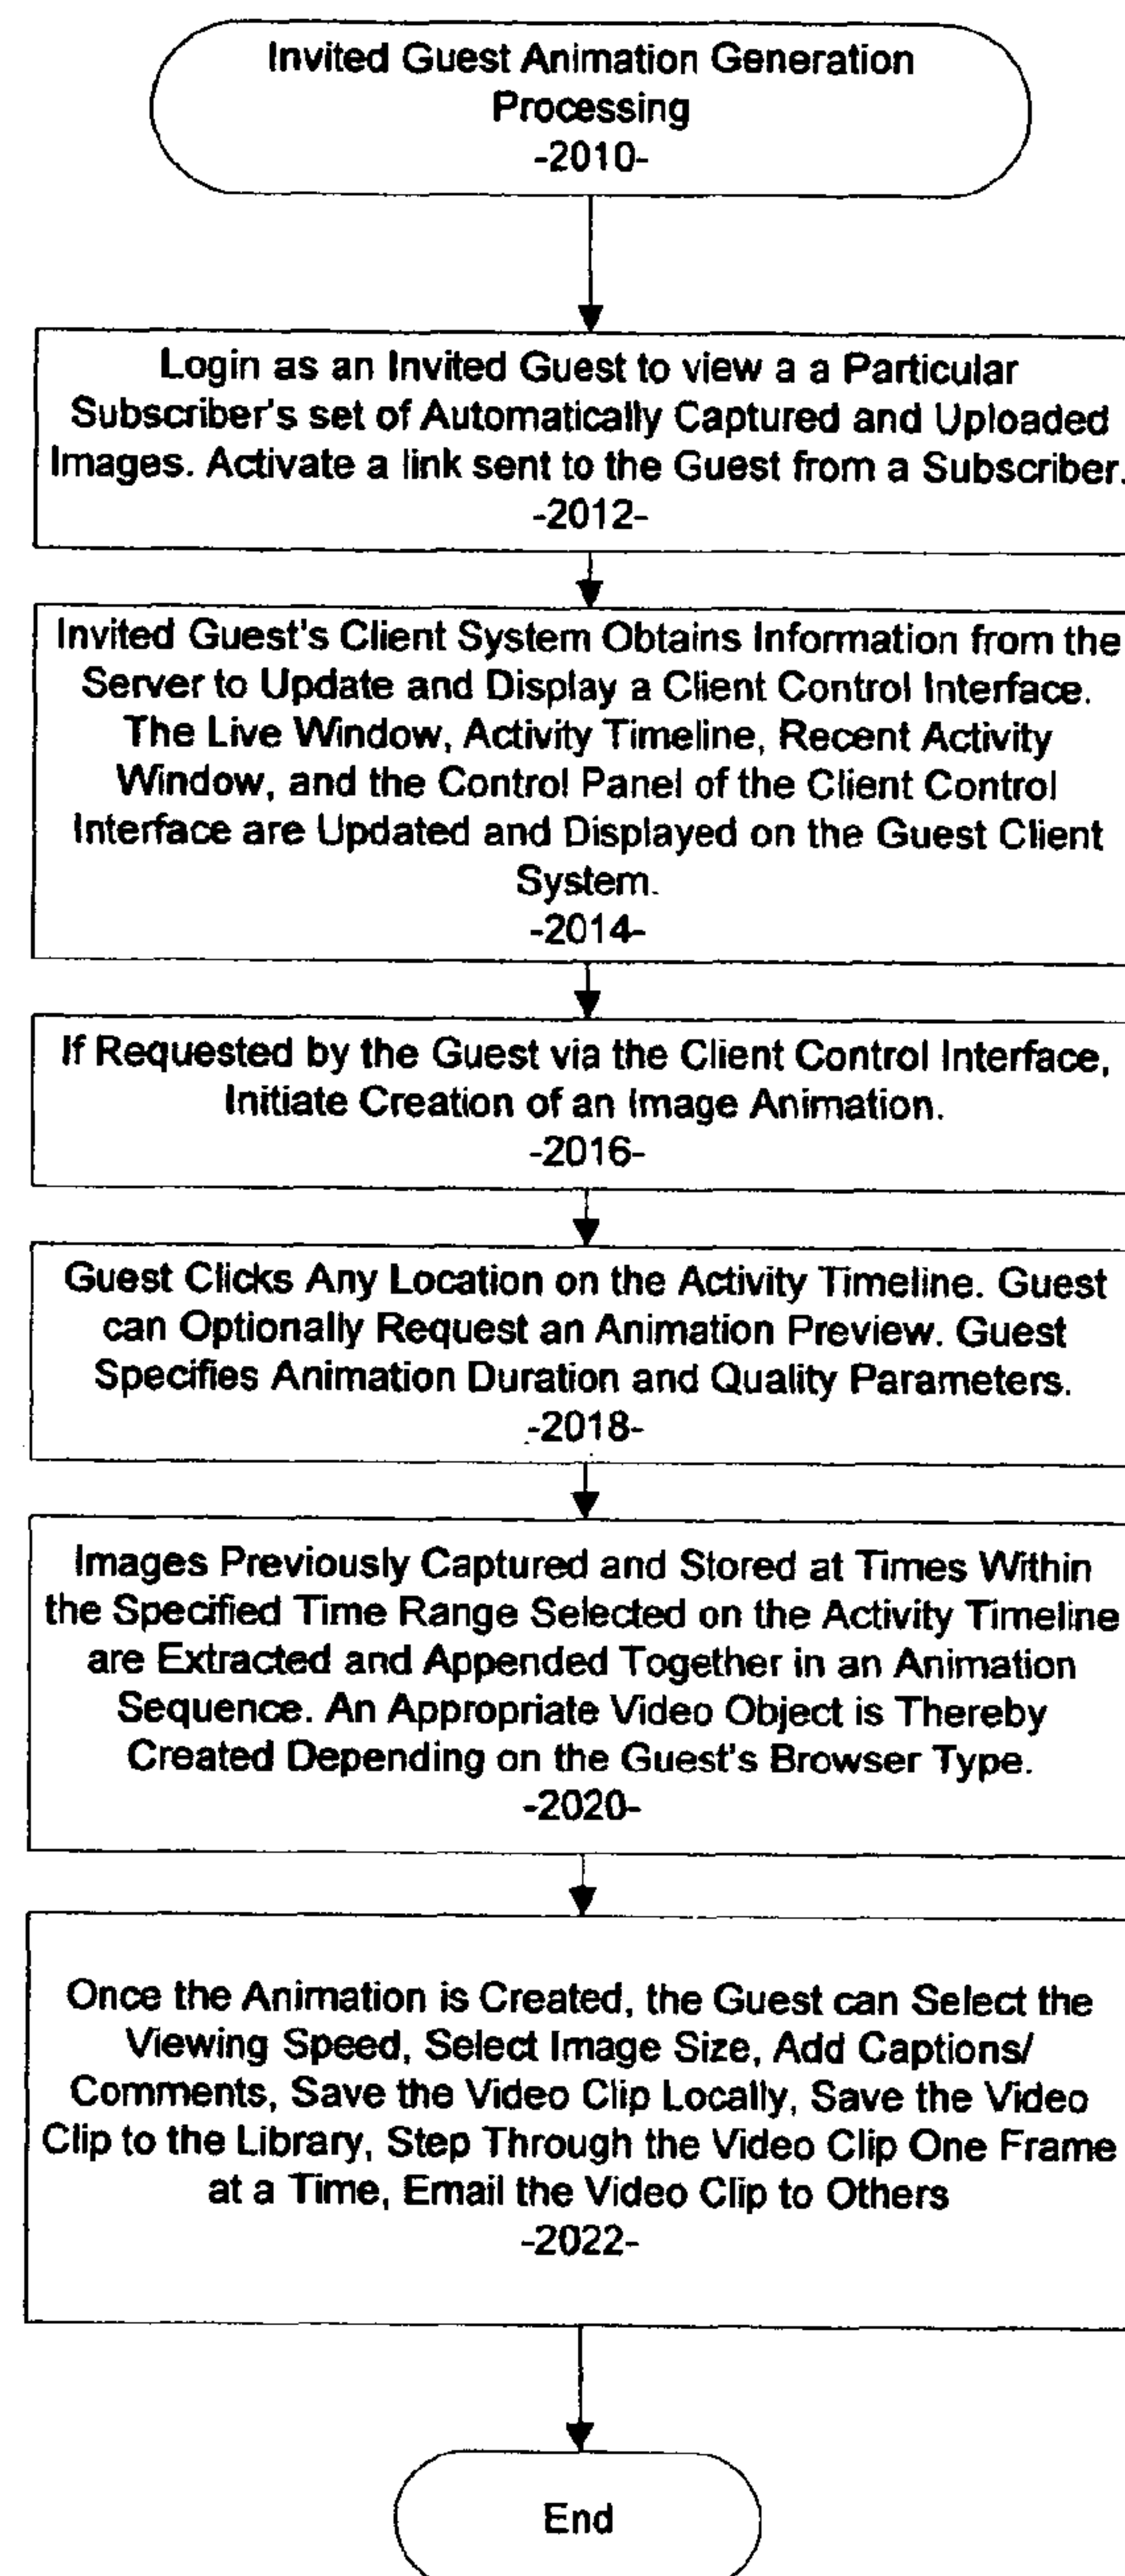 Invited Guest Animation Generation
Processing
-2010-
Login as an Invited Guest to view a a Particular
Subscriber's set of Automatically Captured and Uploaded
Images. Activate a link sent to the Guest from a Subscriber.
-2012-
Invited Guest's Client System Obtains Information from the
Server to Update and Display a Client Control Interface.
The Live Window, Activity Timeline, Recent Activity
Window, and the Control Panel of the Client Control
Interface are Updated and Displayed on the Guest Client
System.
-2014-
If Requested by the Guest via the Client Control Interface,
Initiate Creation of an Image Animation.
-2016-
Guest Clicks Any Location on the Activity Timeline. Guest
can Optionally Request an Animation Preview. Guest
Specifies Animation Duration and Quality Parameters.
-2018-
Images Previously Captured and Stored at Times Within
the Specified Time Range Selected on the Activity Timeline
are Extracted and Appended Together in an Animation
Sequence. An Appropriate Video Object is Thereby
Created Depending on the Guest's Browser Type.
-2020-
Once the Animation is Created, the Guest can Select the
Viewing Speed, Select Image Size, Add Captions/
Comments, Save the Video Clip Locally, Save the Video
Clip to the Library, Step Through the Video Clip One Frame
at a Time, Email the Video Clip to Others
-2022-
End